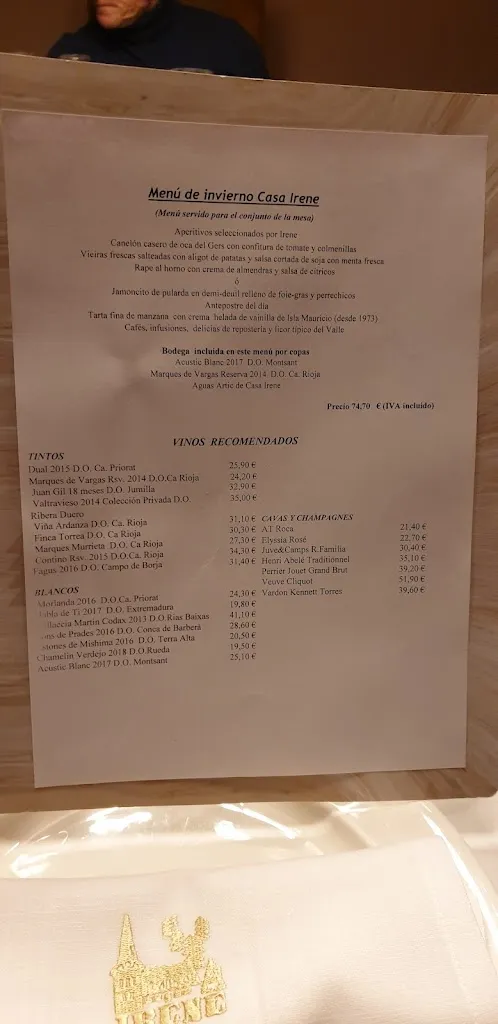 Menú de invierno Casa Irene
(Menú servido para el conjunto de la mesa)
Aperitivos seleccionados por Irene
Canelón casero de oca del Gers con confitura de tomate y colmenillas
Vieiras frescas salteadas con aligot de patatas y salsa cortada de soja con menta fresca
Rape al horno con crema de almendras y salsa de cítricos
ó
Jamoncito de pularda en demi-deuil relleno de foie-gras y perrechicos
Antepostre del día
Tarta fina de manzana con crema helada de vainilla de Isla Mauricio (desde 1973)
Cafés, infusiones, delicias de repostería y licor típico del Valle
Bodega incluida en este menú por copas
Acustic Blanc 2017 D.O. Montsant
Marques de Vargas Reserva 2014 D.O. Ca. Rioja
Aguas Artic de Casa Irene
Precio 74,70 € (IVA incluido)
VINOS RECOMENDADOS
TINTOS
Dual 2015 D.O. Ca. Priorat 25,90 €
Marques de Vargas Rsv. 2014 D.O.Ca Rioja 24,20 €
Juan Gil 18 meses D.O. Jumilla 32,90 €
Valtravieso 2014 Colección Privada D.O. 35,00 €
Ribera Duero
Viña Ardanza D.O. Ca. Rioja 31,10 €
Finca Torrea D.O. Ca Rioja 30,30 €
Marques Murrieta D.O. Ca Rioja 27,30 €
Contino Rsv. 2015 D.O.Ca. Rioja 34,30 €
Fagus 2016 D.O. Campo de Borja 31,40 €
CAVAS Y CHAMPAGNES
AT Roca 21,40 €
Elyssia Rosé 22,70 €
Juve&Camps R.Familia 30,40 €
Henri Abelé Traditionnel 35,10 €
Perrier Jouet Grand Brut 39,20 €
Veuve Cliquot 51,90 €
Vardon Kennett Torres 39,60 €
BLANCOS
Morlanda 2016 D.O.Ca. Priorat 24,30 €
de Ti 2017 D.O. Extremadura 19,80 €
Martin Codax 2013 D.O.Rias Baixas 41,10 €
de Prades 2016 D.O. Conca de Barberá 28,60 €
de Mishima 2016 D.O. Terra Alta 20,50 €
Chamelin Verdejo 2018 D.O.Rueda 19,50 €
Acustic Blanc 2017 D.O. Montsant 25,10 €
IRENE